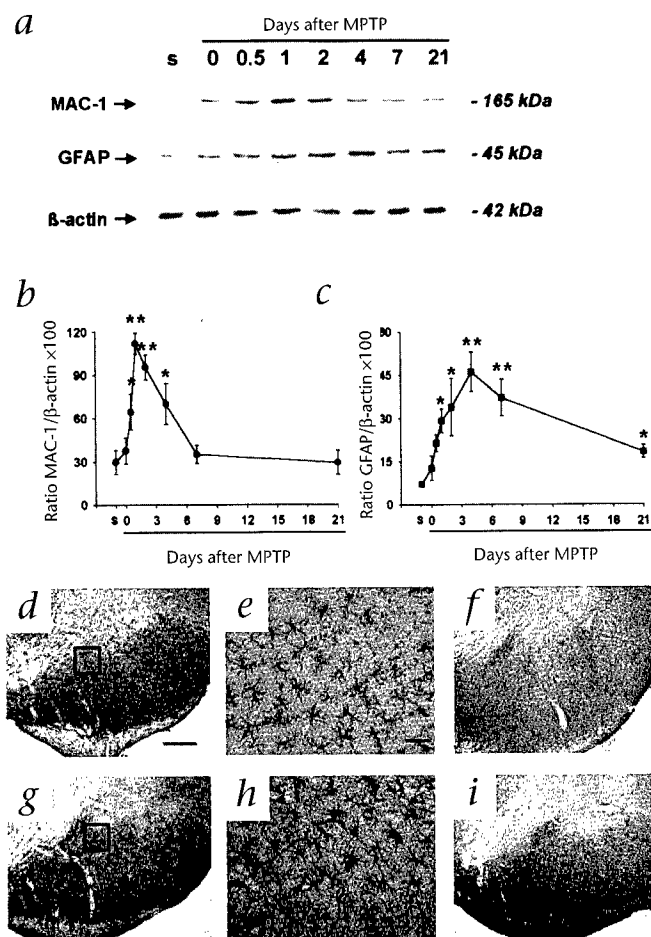 a
Days after MPTP
s 0 0.5 1 2 4 7 21
MAC-1 - 165 kDa
GFAP - 45 kDa
ß-actin - 42 kDa
b
Ratio MAC-1/β-actin ×100
120
90
60
30
0
**
**
*
*
s 0 3 6 9 12 15 18 21
Days after MPTP
c
Ratio GFAP/β-actin ×100
60
45
30
15
0
**
**
*
*
*
s 0 3 6 9 12 15 18 21
Days after MPTP
d
e
f
g
h
i